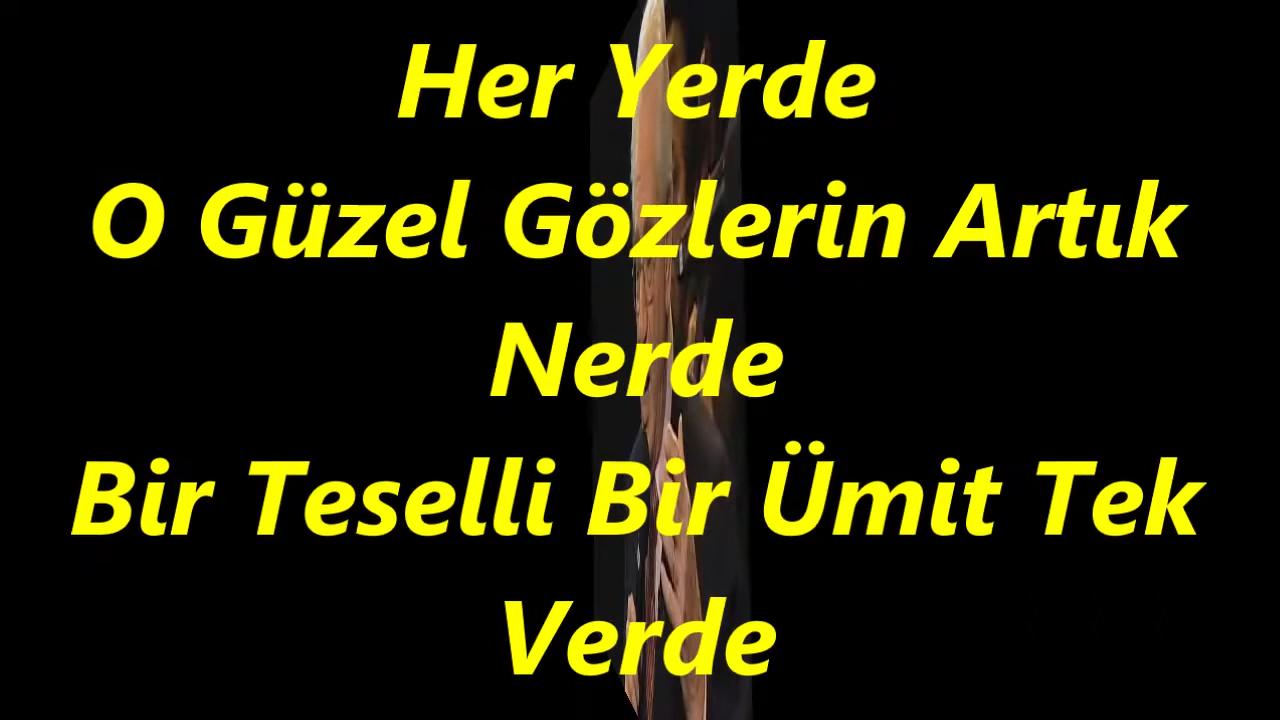 Her Yerde
O Güzel Gözlerin Artık
Nerde
Bir Teselli Bir Ümit Tek
Verde